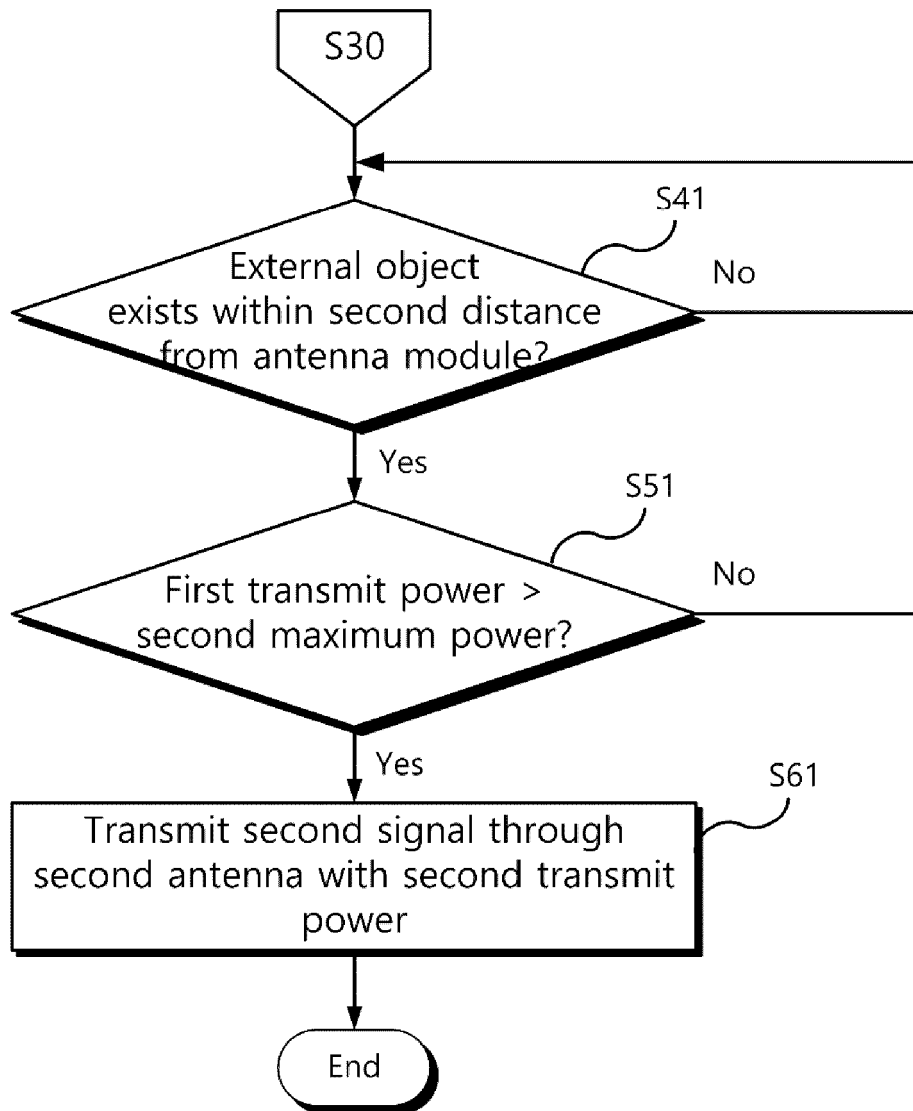 S30
S41
External object
exists within second distance
from antenna module?
No
Yes
S51
First transmit power >
second maximum power?
No
Yes
S61
Transmit second signal through
second antenna with second transmit
power
End